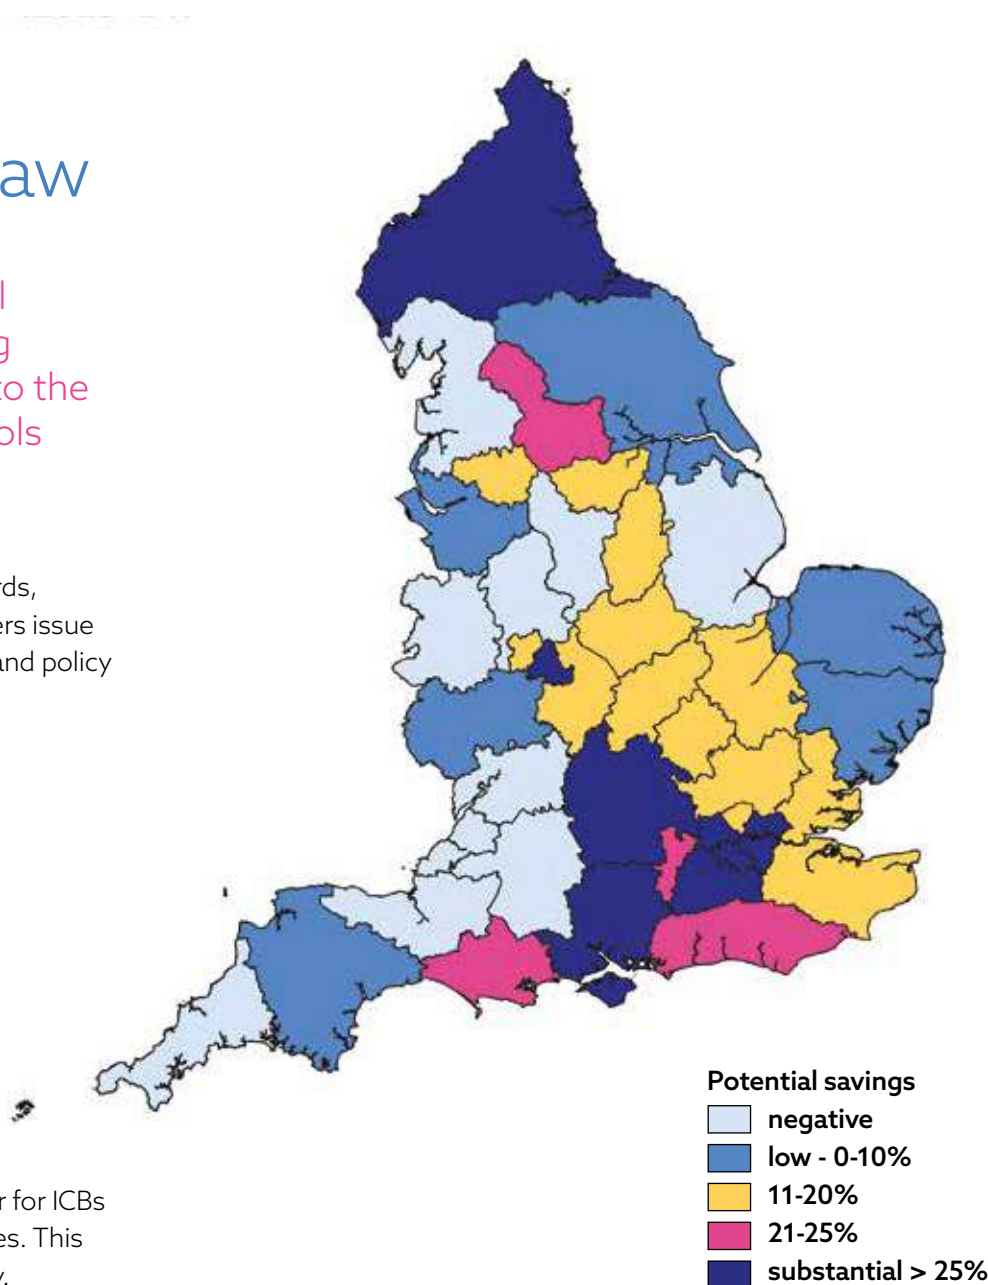 aw
l
g
to the
ols
rds,
ers issue
and policy
r for ICBs
es. This
y.
Potential savings
negative
low - 0-10%
11-20%
21-25%
substantial > 25%